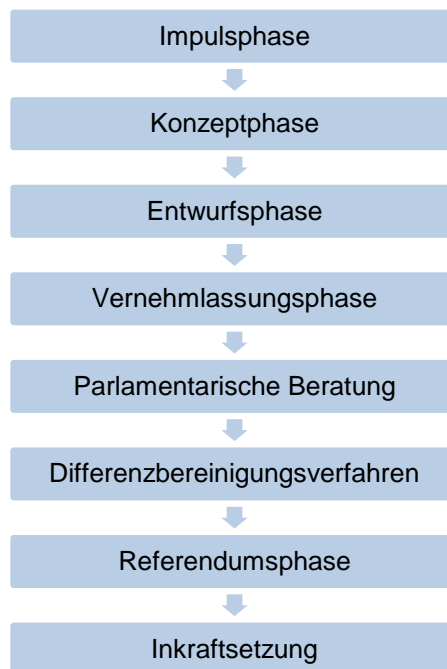 Impulsphase
Konzeptphase
Entwurfsphase
Vernehmlassungsphase
Parlamentarische Beratung
Differenzbereinigungsverfahren
Referendumsphase
Inkraftsetzung